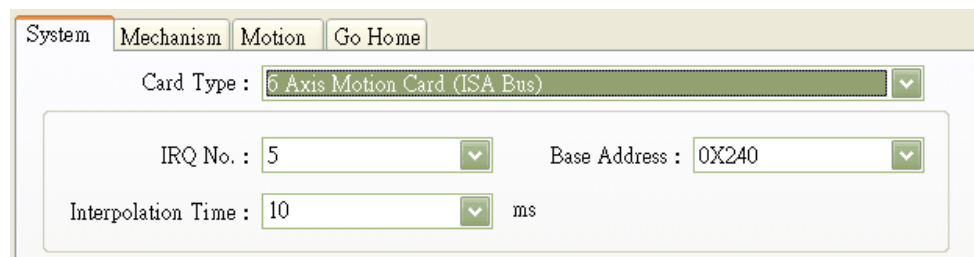 System Mechanism Motion Go Home
Card Type : 6 Axis Motion Card (ISA Bus)
IRQ No. : 5 Base Address : 0X240
Interpolation Time : 10 ms